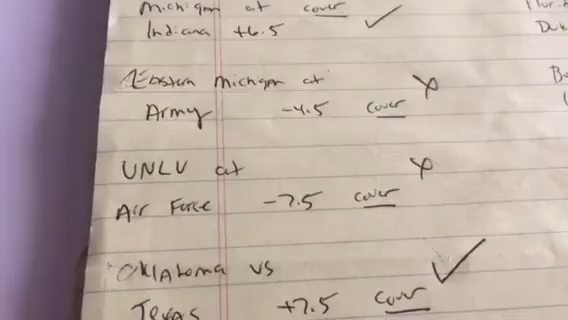 Michigan at cover
Indiana +6.5
Eastern Michigan at
Army -4.5 cover
UNLV at
Air Force -7.5 cover
Oklahoma vs
Texas +7.5 cover